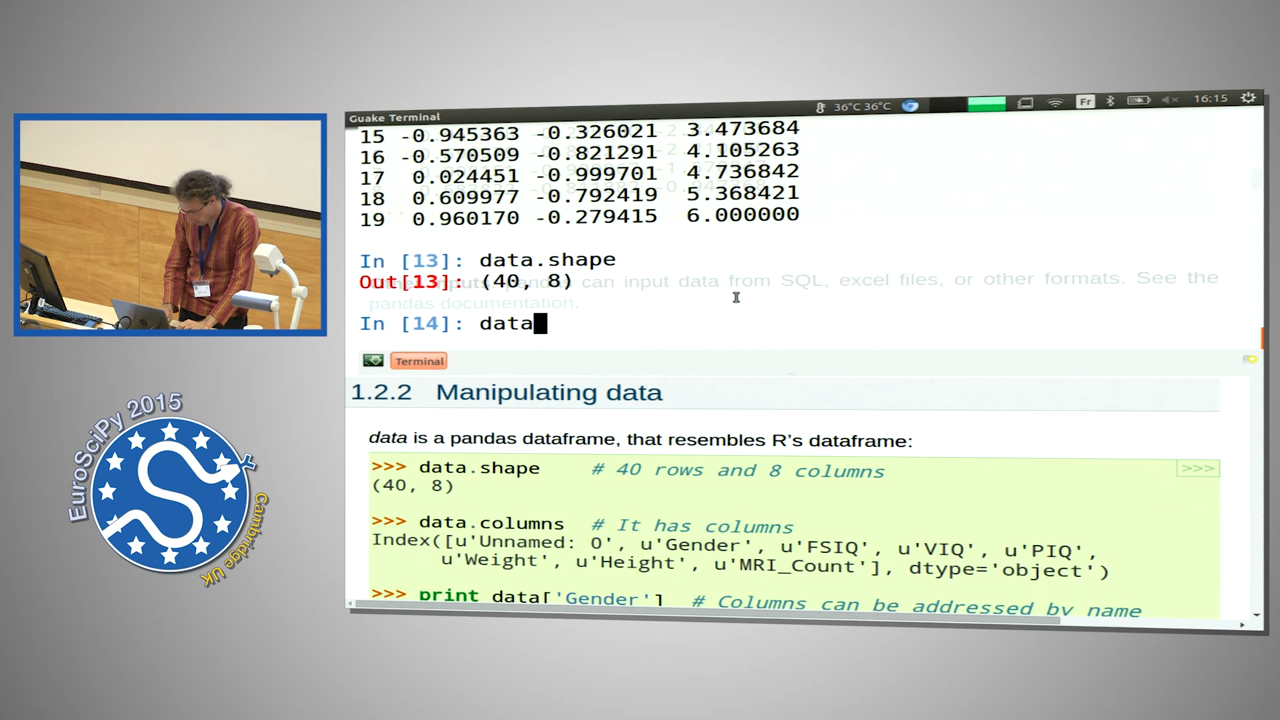 36°C 36°C Fr 16:15
Guake Terminal
15 -0.945363 -0.326021 3.473684
16 -0.570509 -0.821291 4.105263
17 0.024451 -0.999701 4.736842
18 0.609977 -0.792419 5.368421
19 0.960170 -0.279415 6.000000
In [13]: data.shape
Out[13]: (40, 8)
can input data from SQL, excel files, or other formats. See the
pandas documentation.
In [14]: data
Terminal
1.2.2 Manipulating data
data is a pandas dataframe, that resembles R's dataframe:
>>> data.shape # 40 rows and 8 columns
>>>
(40, 8)
>>> data.columns # It has columns
Index([u'Unnamed: 0', u'Gender', u'FSIQ', u'VIQ', u'PIQ',
u'Weight', u'Height', u'MRI_Count'], dtype='object')
>>> print data['Gender'] # Columns can be addressed by name
EuroSciPy 2015
Cambridge UK